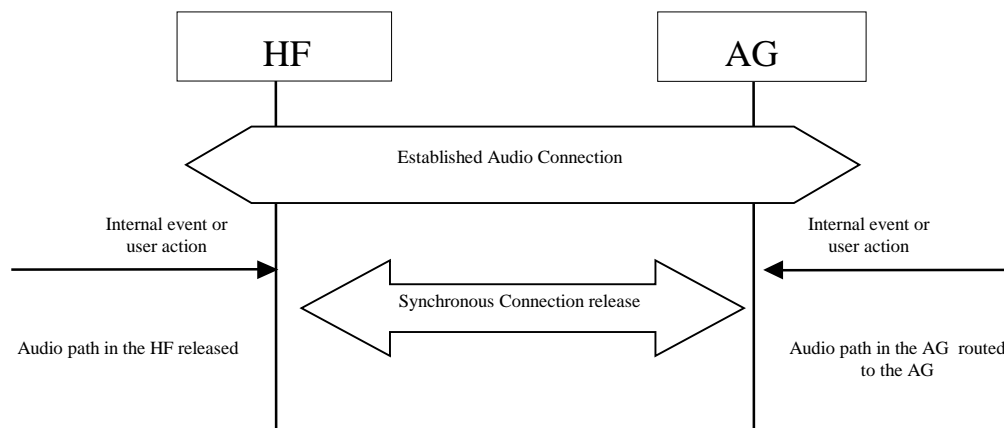 HF
AG
Established Audio Connection
Internal event or
user action
Internal event or
user action
Synchronous Connection release
Audio path in the HF released
Audio path in the AG routed
to the AG